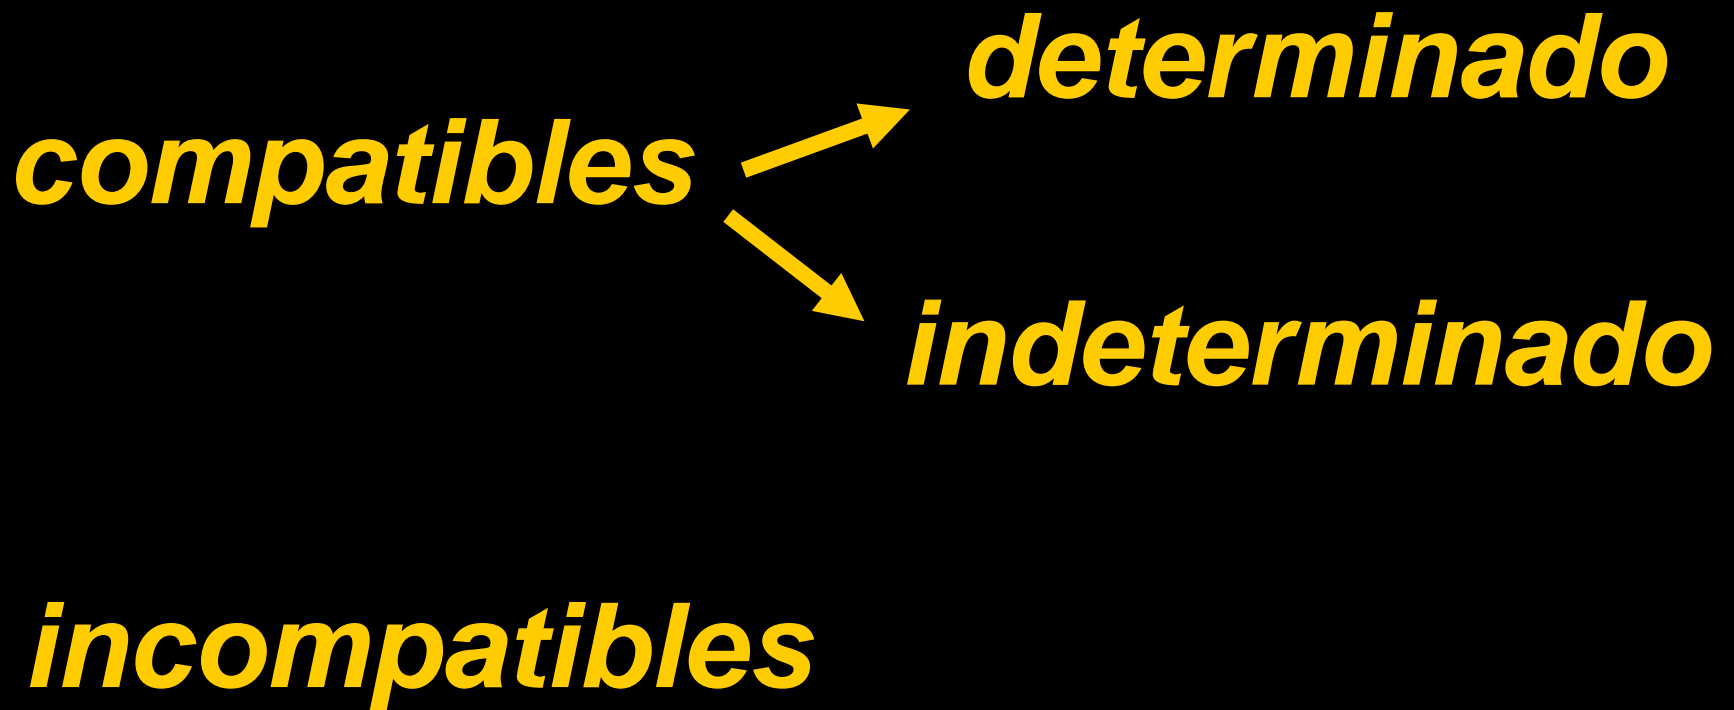 determinado
compatibles
indeterminado
incompatibles